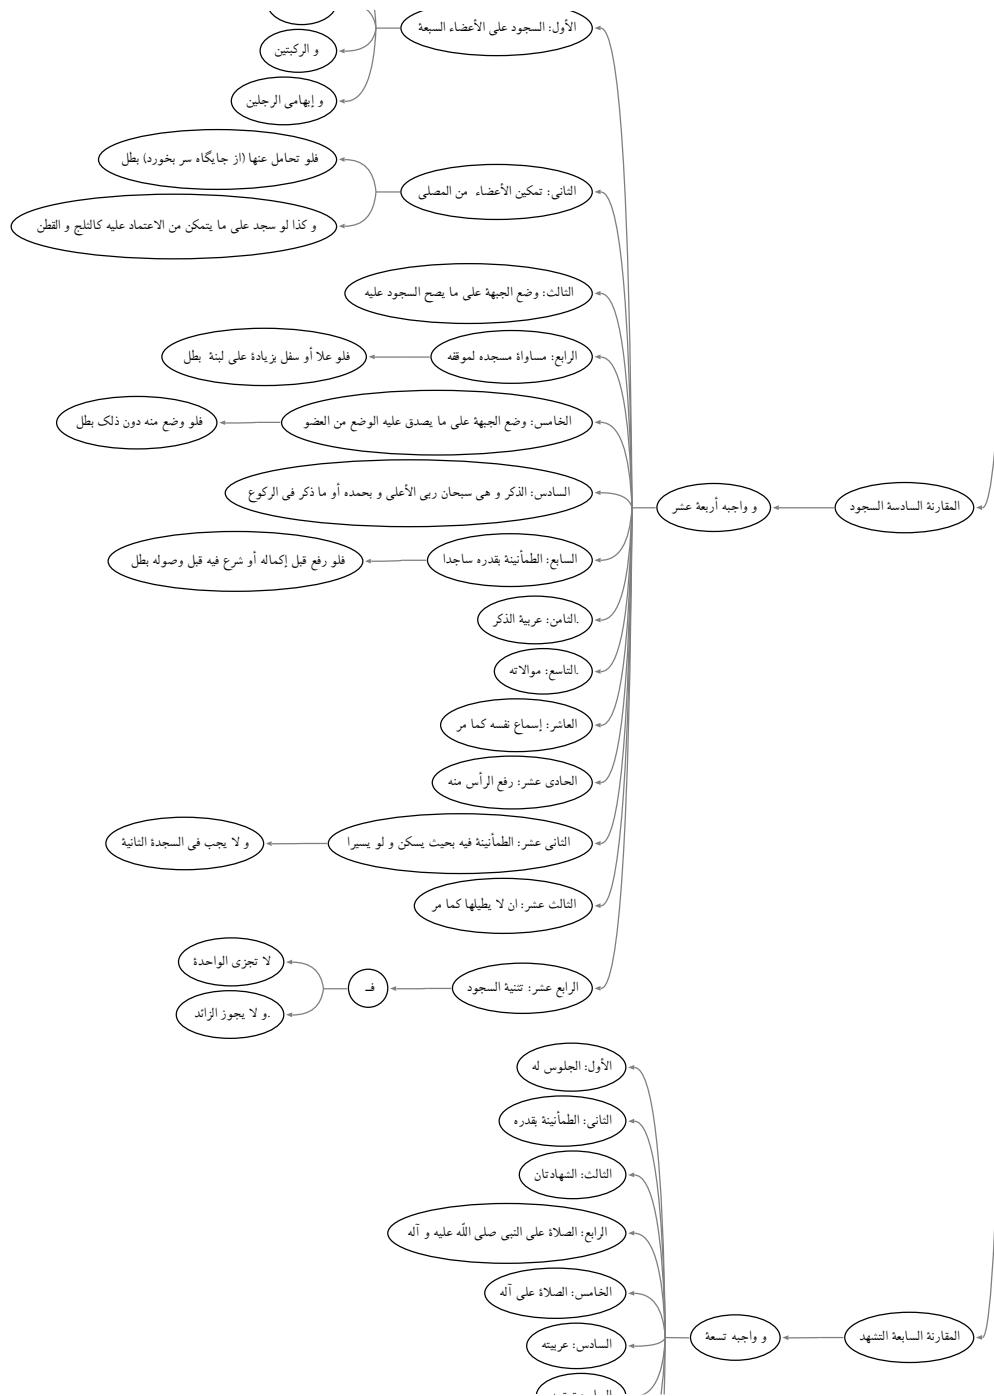 المقارنة السادسة السجود
و واجبه أربعة عشر
الأول: السجود على الأعضاء السبعة
و الركبتين
و إبهامى الرجلين
الثانى: تمكين الأعضاء من المصلى
فلو تحامل عنها (از جایگاه سر بخورد) بطل
و كذا لو سجد على ما يتمكن من الاعتماد عليه كالثلج و القطن
الثالث: وضع الجبهة على ما يصح السجود عليه
الرابع: مساواة مسجده لموقفه
فلو علا أو سفل بزيادة على لبنة بطل
الخامس: وضع الجبهة على ما يصدق عليه الوضع من العضو
فلو وضع منه دون ذلک بطل
السادس: الذكر و هى سبحان ربى الأعلى و بحمده أو ما ذكر فى الركوع
السابع: الطمأنينة بقدره ساجدا
فلو رفع قبل إكماله أو شرع فيه قبل وصوله بطل
.الثامن: عربية الذكر
.التاسع: موالاته
العاشر: إسماع نفسه كما مر
الحادى عشر: رفع الرأس منه
الثانى عشر: الطمأنينة فيه بحيث يسكن و لو يسيرا
و لا يجب فى السجدة الثانية
الثالث عشر: ان لا يطيلها كما مر
الرابع عشر: تثنية السجود
فـ
لا تجزى الواحدة
.و لا يجوز الزائد
المقارنة السابعة التشهد
و واجبه تسعة
الأول: الجلوس له
الثانى: الطمأنينة بقدره
الثالث: الشهادتان
الرابع: الصلاة على النبى صلى اللّه عليه و آله
الخامس: الصلاة على آله
السادس: عربيته